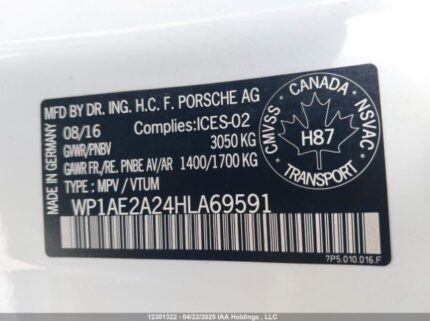 MADE IN GERMANY
MFD BY DR. ING. H.C. F. PORSCHE AG
08/16 Complies:ICES-02
GVWR/PNBV 3050 KG
GAWR FR./RE. PNBE AV/AR 1400/1700 KG
TYPE : MPV / VTUM
WP1AE2A24HLA69591
CANADA
CMVSS
NSVAC
H87
TRANSPORT
7P5.010.016.F
12301322 - 04/22/2025 IAA Holdings , LLC